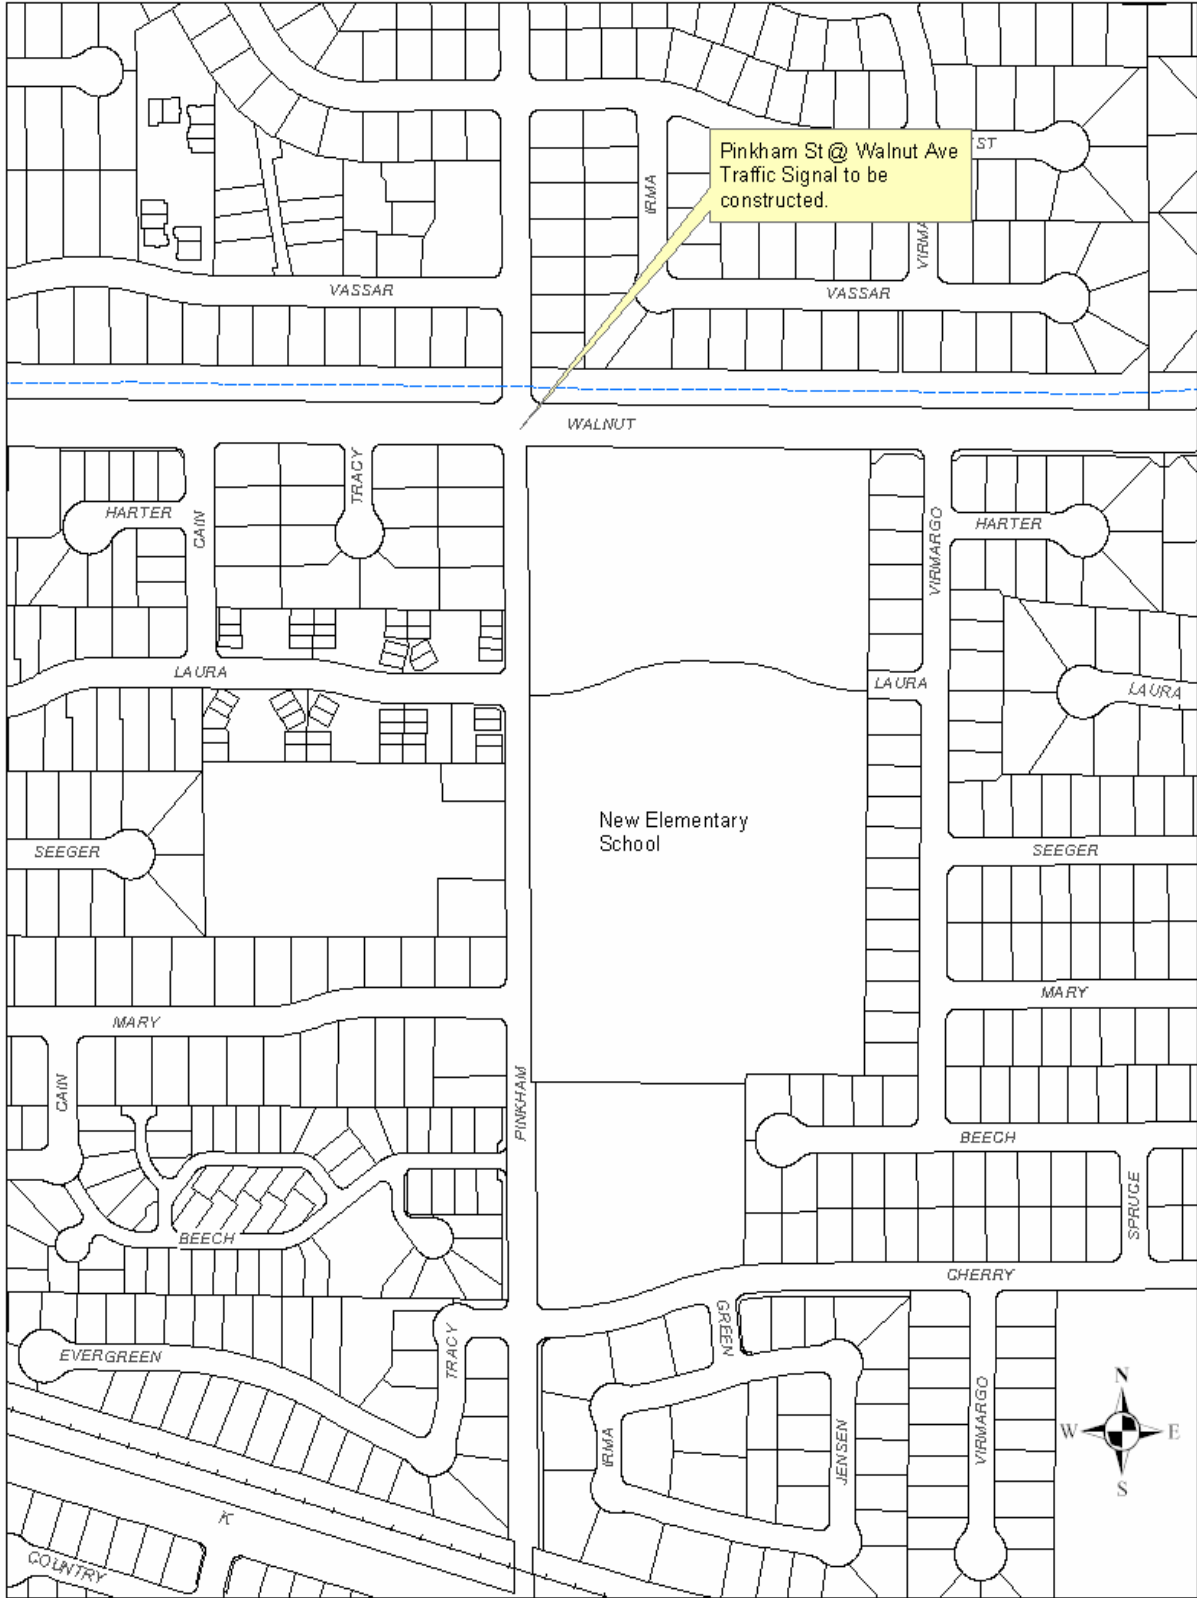 Pinkham St @ Walnut Ave
Traffic Signal to be
constructed.
ST
IRMA
VIRMA
VASSAR
VASSAR
WALNUT
TRACY
HARTER
CAIN
VIRMARGO
HARTER
LAURA
LAURA
LAURA
New Elementary
School
SEEGER
SEEGER
MARY
MARY
CAIN
PINKHAM
BEECH
SPRUCE
BEECH
CHERRY
GREEN
TRACY
EVERGREEN
N
VIRMARGO
W
E
IRMA
JENSEN
S
K
COUNTRY